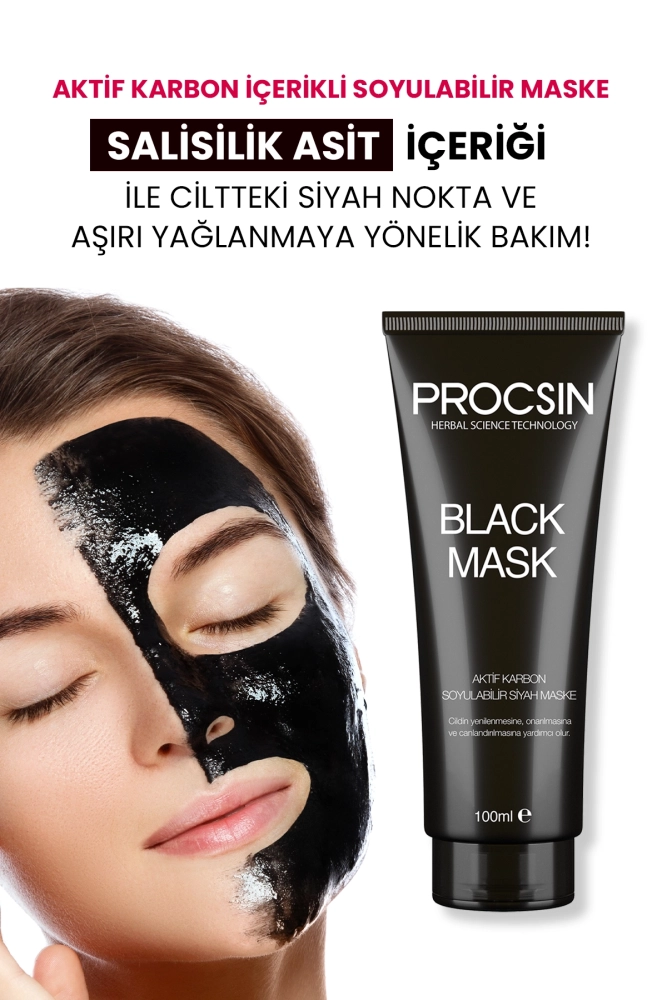 AKTİF KARBON İÇERİKLİ SOYULABİLİR MASKE
SALİSİLİK ASİT İÇERİĞİ
İLE CİLTTEKİ SİYAH NOKTA VE
AŞIRI YAĞLANMAYA YÖNELİK BAKIM!
PROCSIN
HERBAL SCIENCE TECHNOLOGY
BLACK
MASK
AKTİF KARBON
SOYULABİLİR SİYAH MASKE
Cildin yenilenmesine, onarılmasına
ve canlandırılmasına yardımcı olur.
100ml ℮